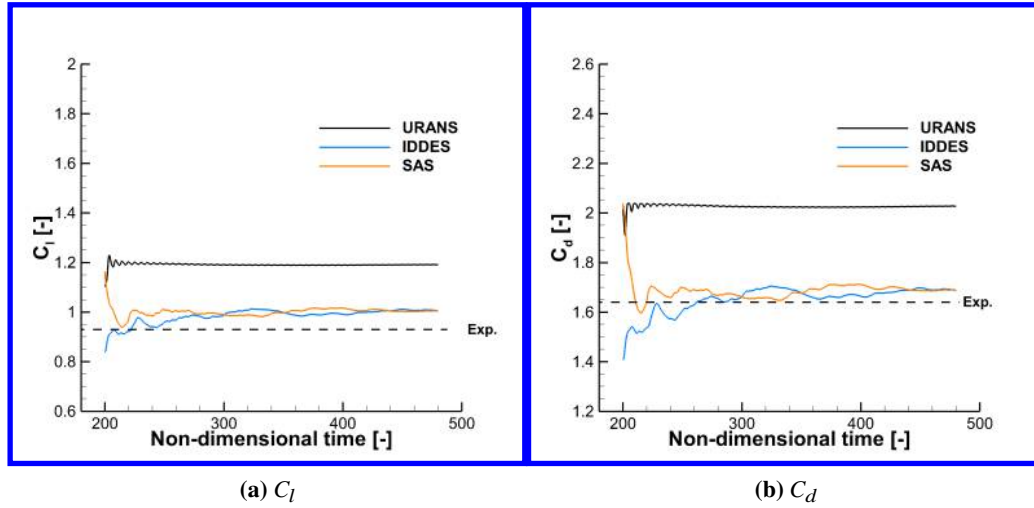 2
1.8
1.6
1.4
1.2
1
0.8
0.6
C_l [-]
URANS
IDDES
SAS
Exp.
200 300 400 500
Non-dimensional time [-]
(a) C_l
2.6
2.4
2.2
2
1.8
1.6
1.4
1.2
C_d [-]
URANS
IDDES
SAS
Exp.
200 300 400 500
Non-dimensional time [-]
(b) C_d